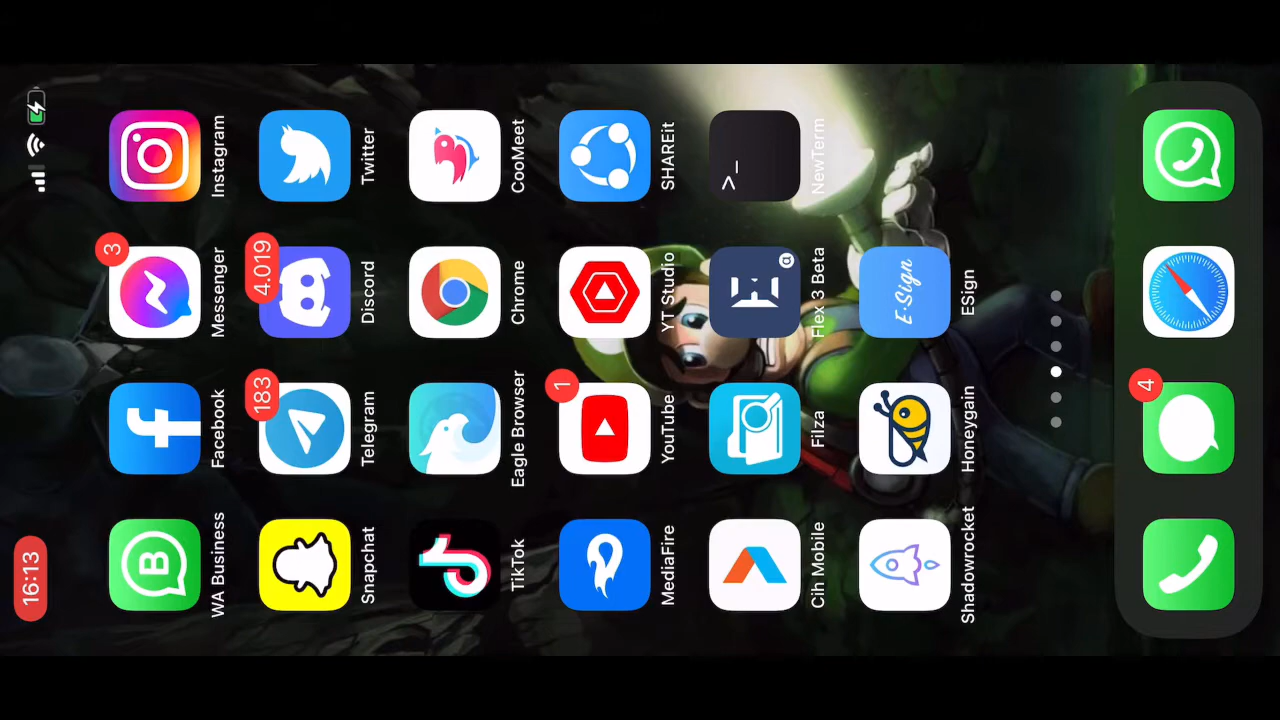 16:13
WA Business
Facebook
3
Messenger
Instagram
Snapchat
183
Telegram
4.019
Discord
Twitter
TikTok
Eagle Browser
Chrome
CooMeet
MediaFire
1
YouTube
YT Studio
SHAREit
Cih Mobile
Filza
Flex 3 Beta
>_
NewTerm
Shadowrocket
Honeygain
E·Sign
ESign
4